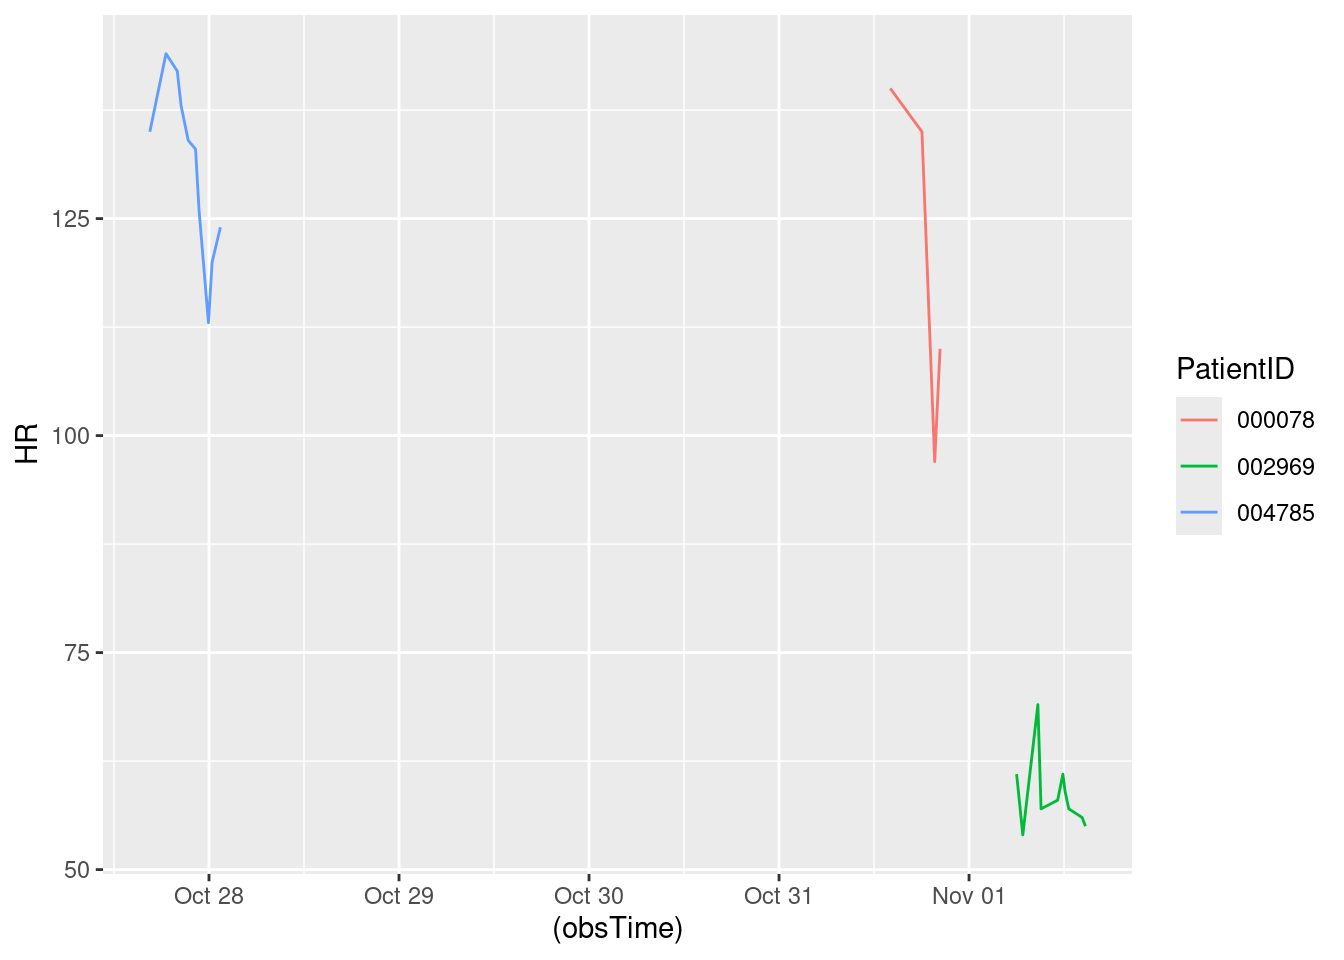 125
100
75
50
HR
Oct 28
Oct 29
Oct 30
Oct 31
Nov 01
(obsTime)
PatientID
000078
002969
004785